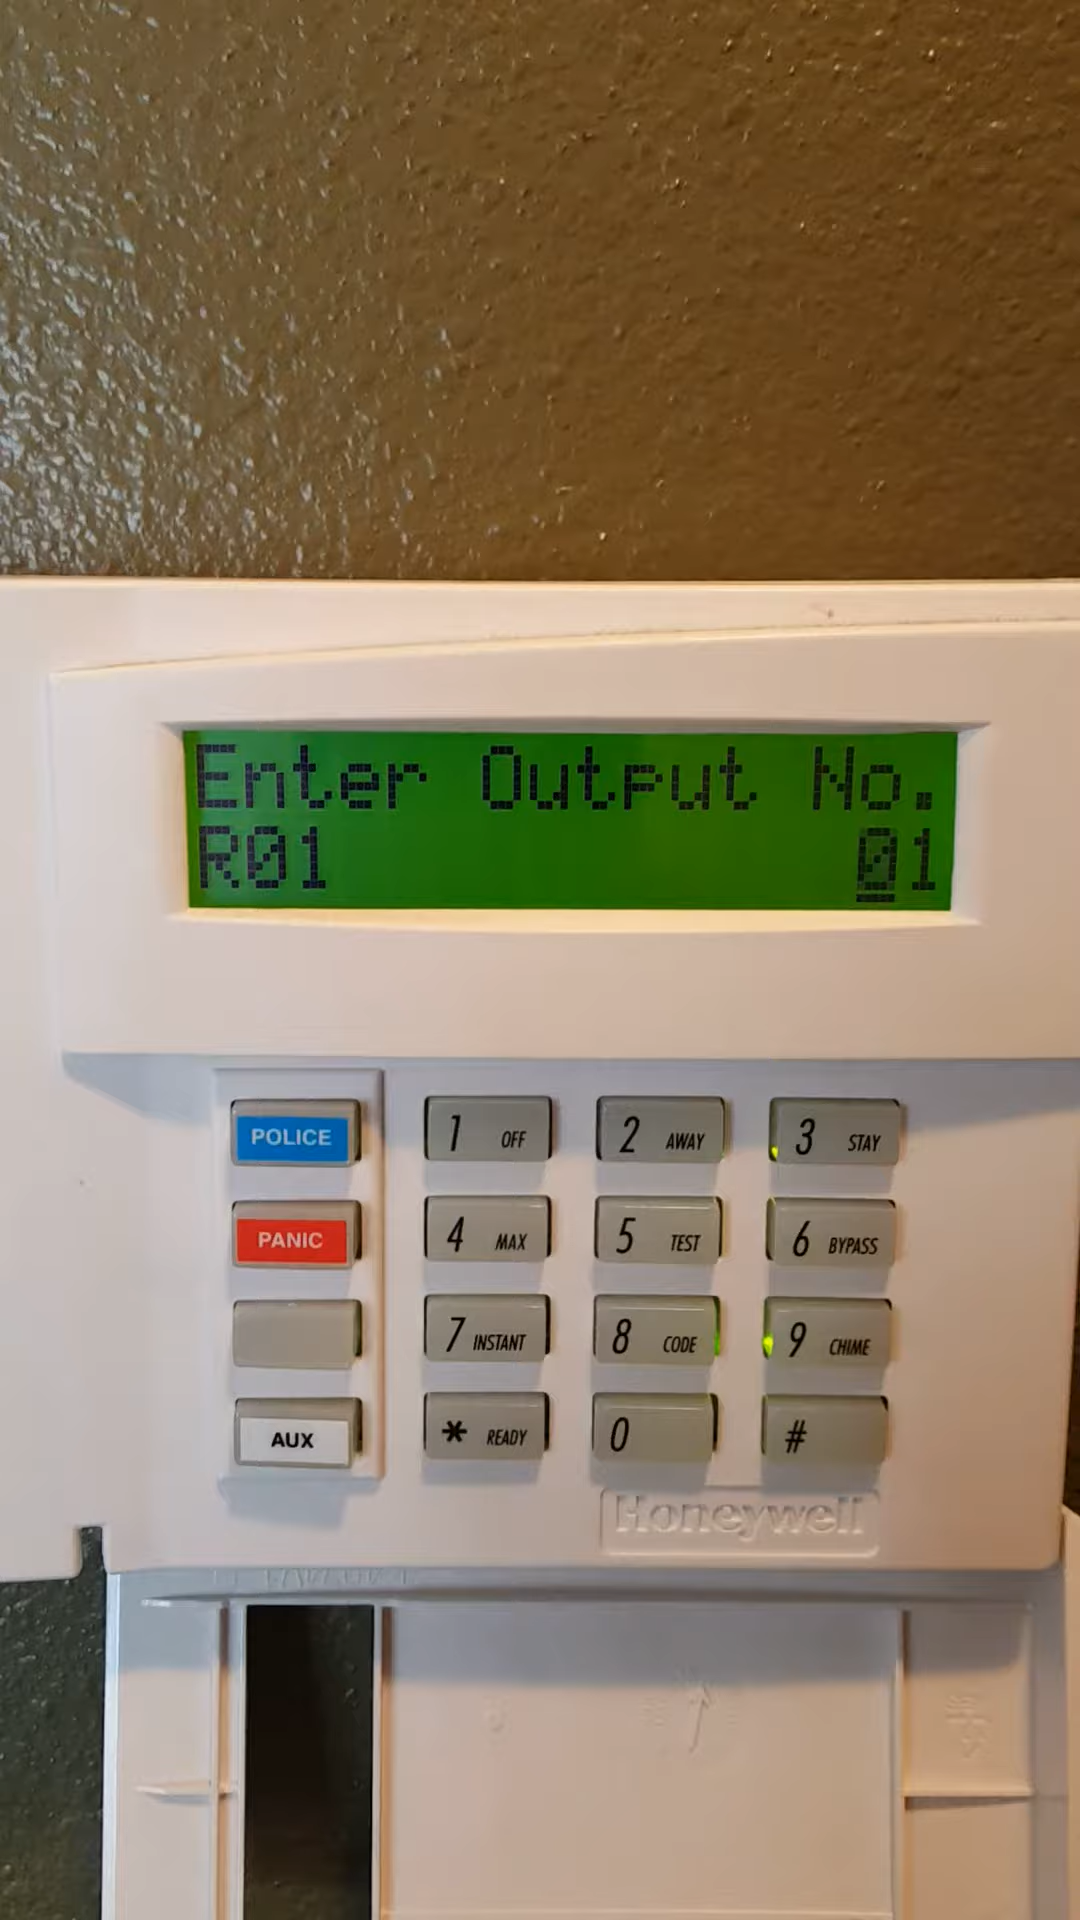 Enter Output No.
R01 01
POLICE
1 OFF
2 AWAY
3 STAY
PANIC
4 MAX
5 TEST
6 BYPASS
7 INSTANT
8 CODE
9 CHIME
AUX
* READY
0
#
Honeywell